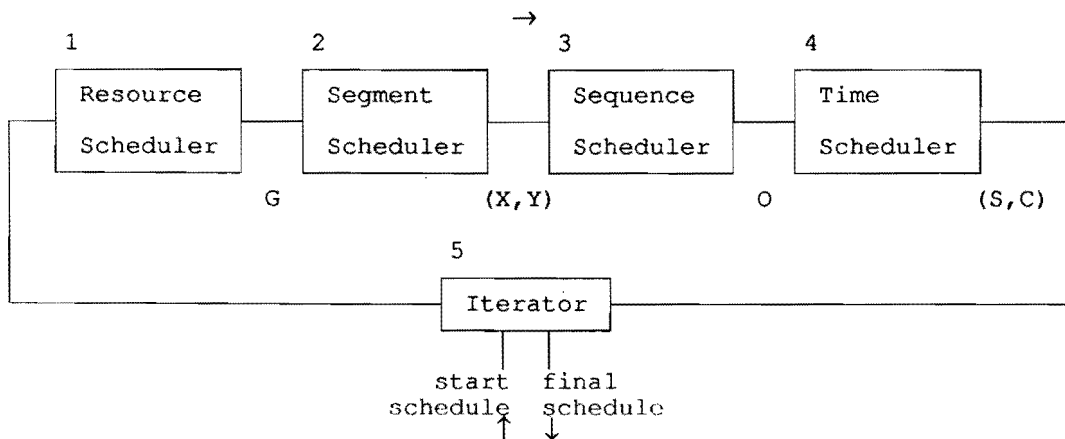 →
1 2 3 4
Resource Segment Sequence Time
Scheduler Scheduler Scheduler Scheduler
G (X,Y) O (S,C)
5
Iterator
start final
schedule schedule
↑ ↓